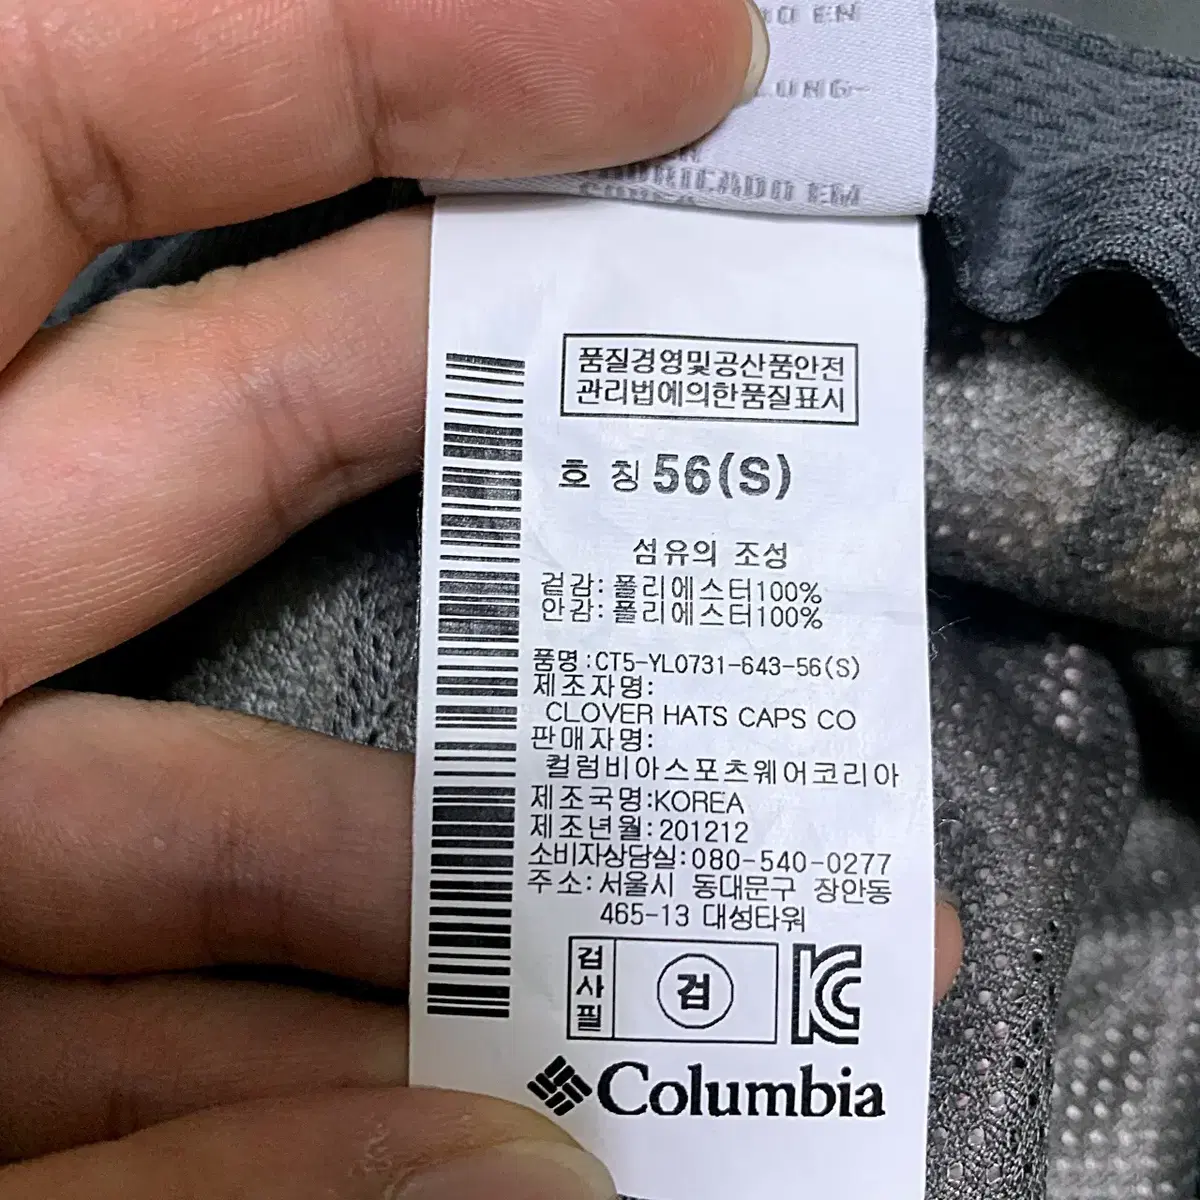 품질경영및공산품안전
관리법에의한품질표시
호 칭 56(S)
섬유의 조성
겉감: 폴리에스터100%
안감: 폴리에스터100%
품명:CT5-YL0731-643-56(S)
제조자명:
CLOVER HATS CAPS CO
판매자명:
컬럼비아스포츠웨어코리아
제조국명:KOREA
제조년월:201212
소비자상담실:080-540-0277
주소:서울시 동대문구 장안동
465-13 대성타워
검사필
검
KC
Columbia